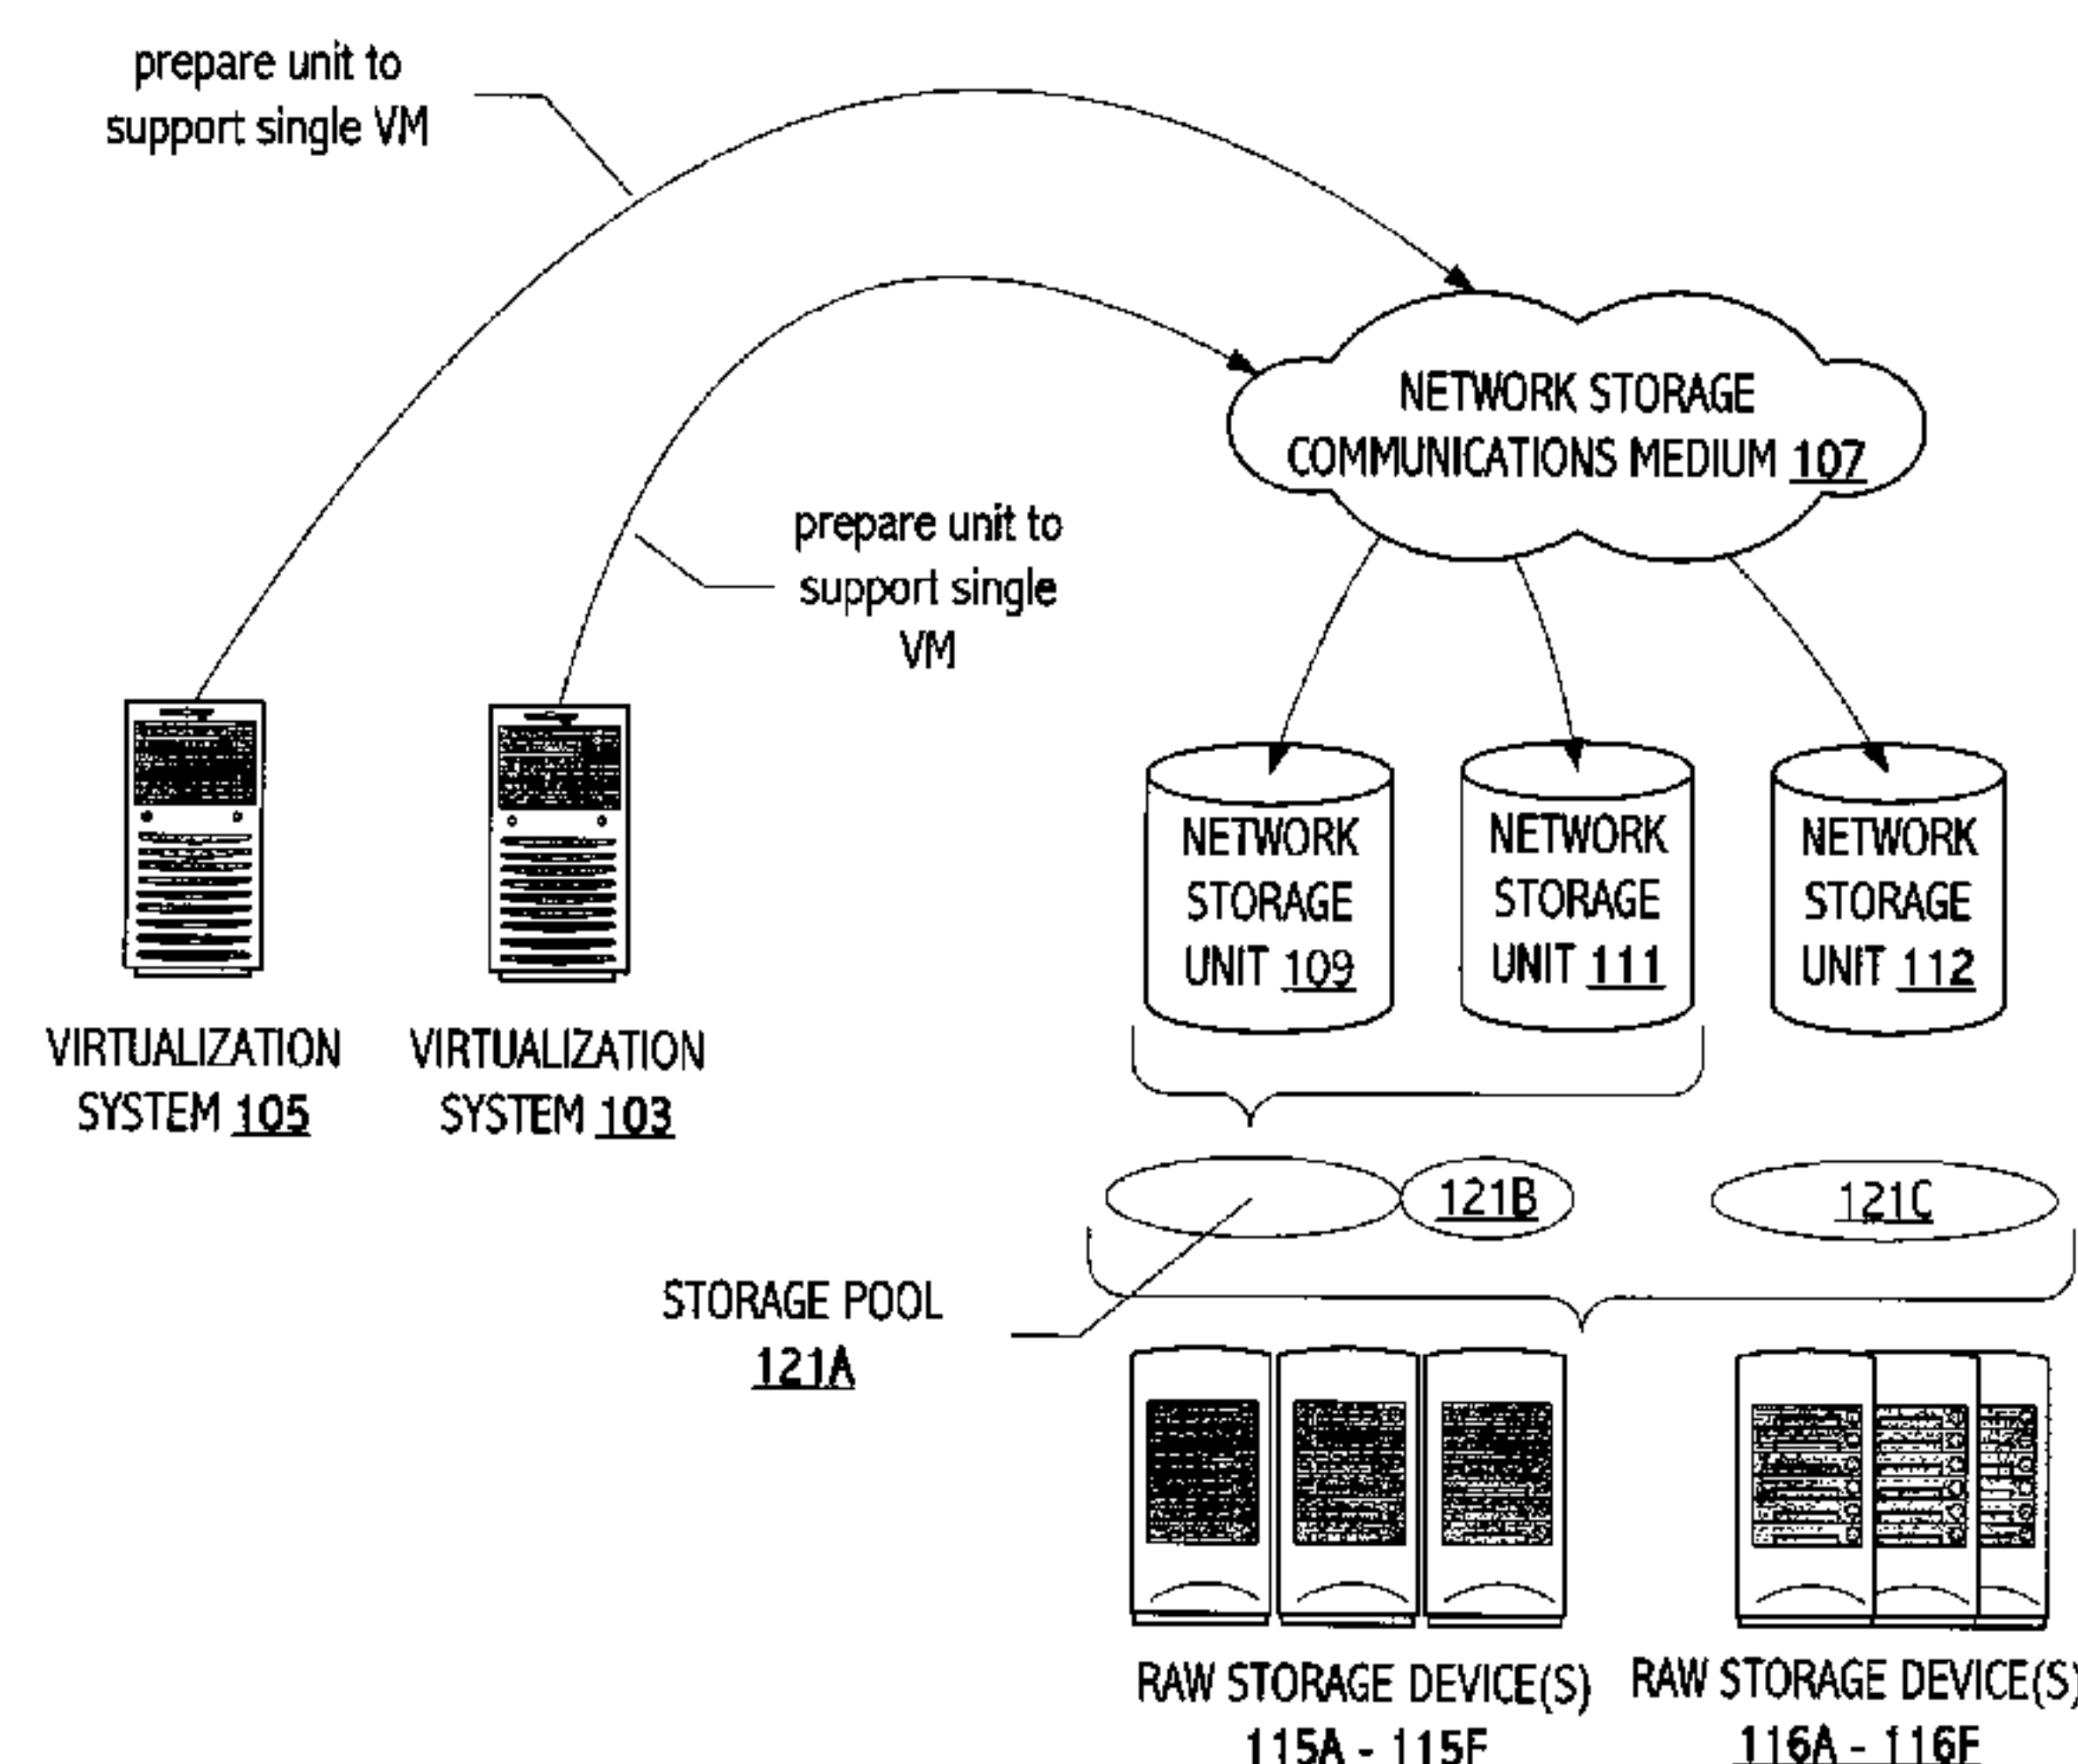 prepare unit to
support single VM
NETWORK STORAGE
COMMUNICATIONS MEDIUM 107
prepare unit to
support single
VM
NETWORK
STORAGE
UNIT 109
NETWORK
STORAGE
UNIT 111
NETWORK
STORAGE
UNIT 112
VIRTUALIZATION
SYSTEM 105
VIRTUALIZATION
SYSTEM 103
121B
121C
STORAGE POOL
121A
RAW STORAGE DEVICE(S)
115A - 115F
RAW STORAGE DEVICE(S)
116A - 116F